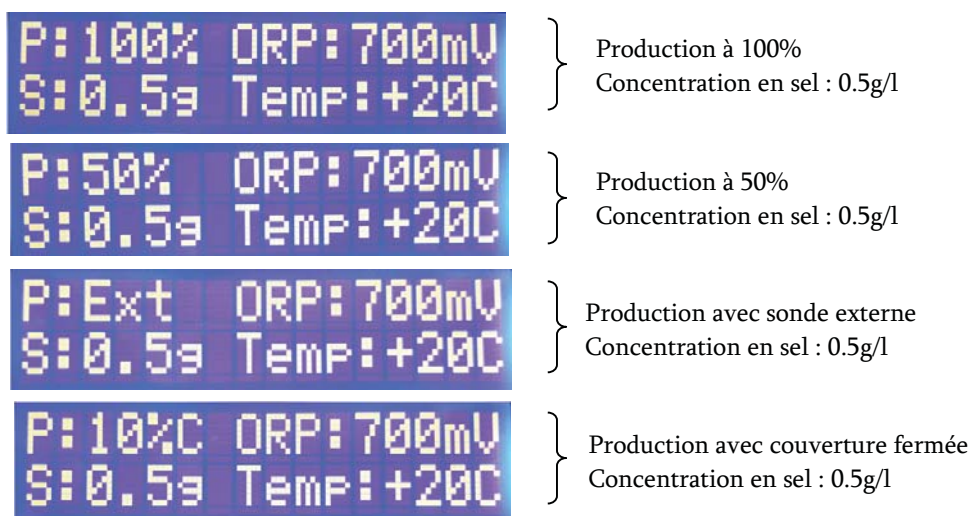 P:100% ORP:700mV
S:0.5g Temp:+20C
Production à 100%
Concentration en sel : 0.5g/l
P:50% ORP:700mV
S:0.5g Temp:+20C
Production à 50%
Concentration en sel : 0.5g/l
P:Ext ORP:700mV
S:0.5g Temp:+20C
Production avec sonde externe
Concentration en sel : 0.5g/l
P:10%C ORP:700mV
S:0.5g Temp:+20C
Production avec couverture fermée
Concentration en sel : 0.5g/l